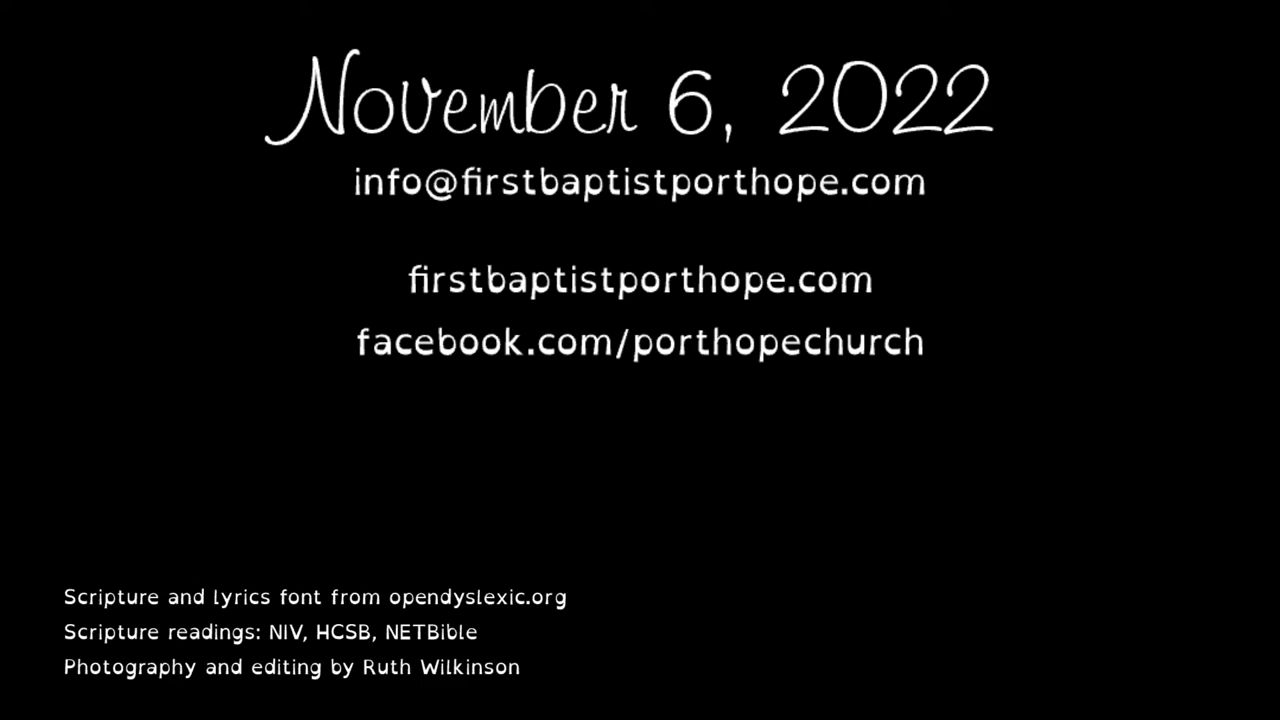 November 6, 2022
info@firstbaptistporthope.com
firstbaptistporthope.com
facebook.com/porthopechurch
Scripture and lyrics font from opendyslexic.org
Scripture readings: NIV, HCSB, NETBible
Photography and editing by Ruth Wilkinson